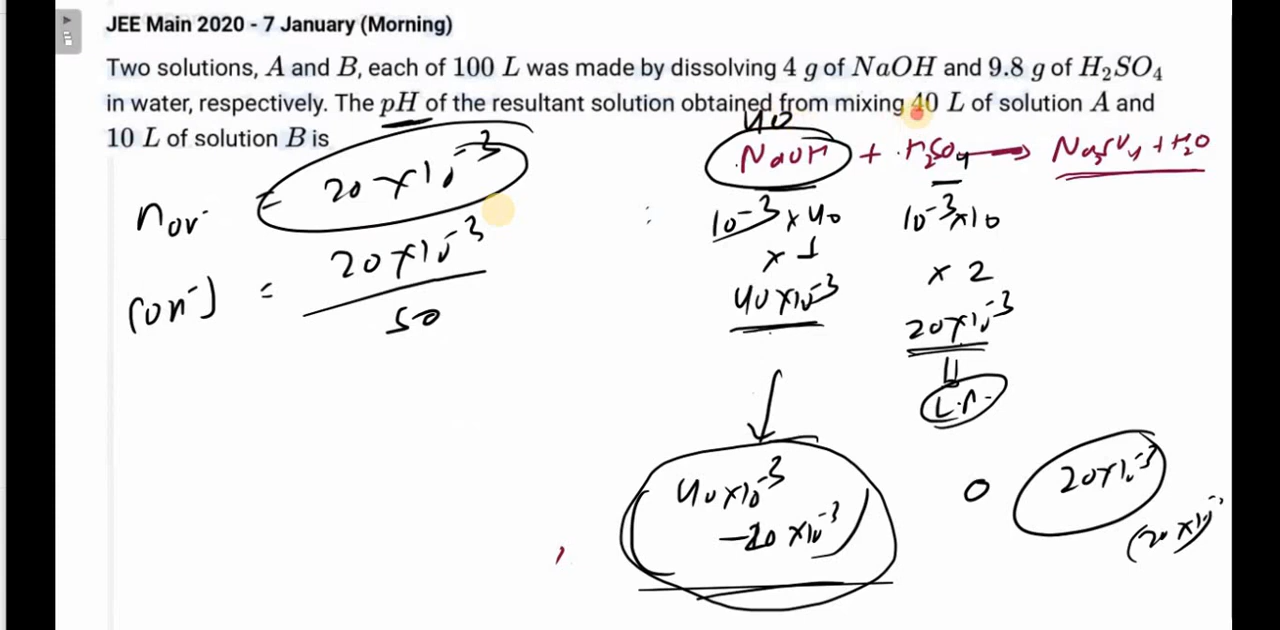 JEE Main 2020 - 7 January (Morning)
Two solutions, A and B, each of 100 L was made by dissolving 4 g of NaOH and 9.8 g of H₂SO₄
in water, respectively. The pH of the resultant solution obtained from mixing 40 L of solution A and
10 L of solution B is
40
NaOH + H₂SO₄ → Na₂SO₄ + H₂O
10⁻³ × 40
× 1
40×10⁻³
10⁻³×10
× 2
20×10⁻³
L.R.
nOH⁻ = 20×10⁻³
[OH⁻] = 20×10⁻³
50
40×10⁻³
−20×10⁻³
0
20×10⁻³